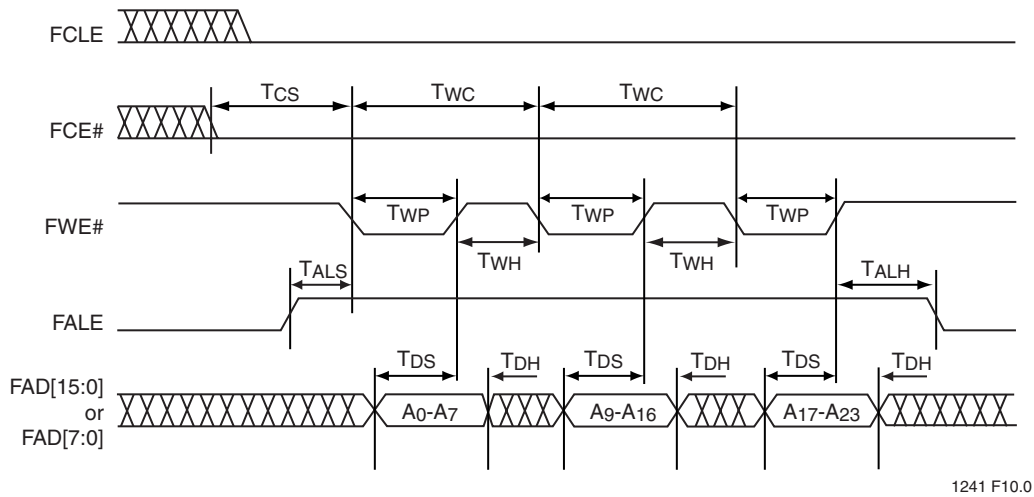 FCLE
TCS TWC TWC
FCE#
TWP TWP TWP
FWE#
TWH TWH
TALS TALH
FALE
TDS TDH TDS TDH TDS TDH
FAD[15:0]
or
FAD[7:0]
A0-A7 A9-A16 A17-A23
1241 F10.0